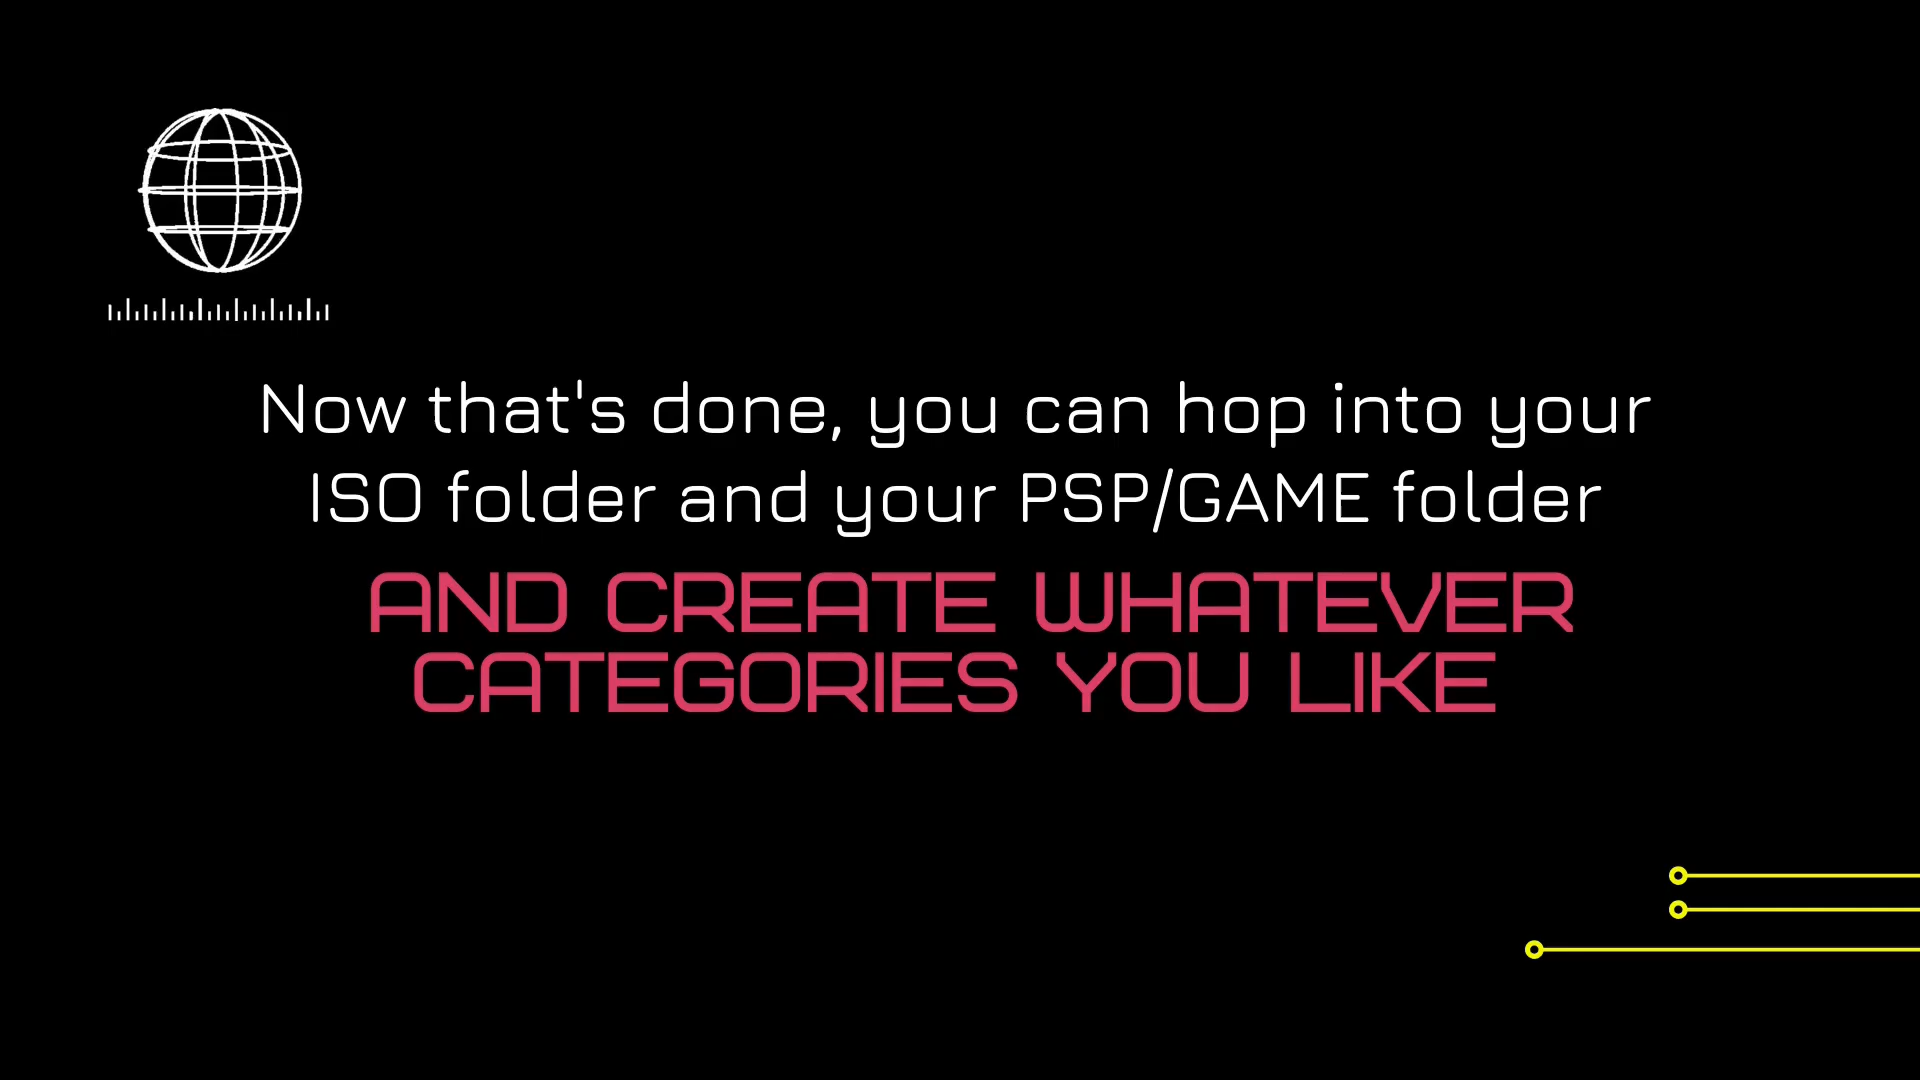 Now that's done, you can hop into your
ISO folder and your PSP/GAME folder
AND CREATE WHATEVER
CATEGORIES YOU LIKE